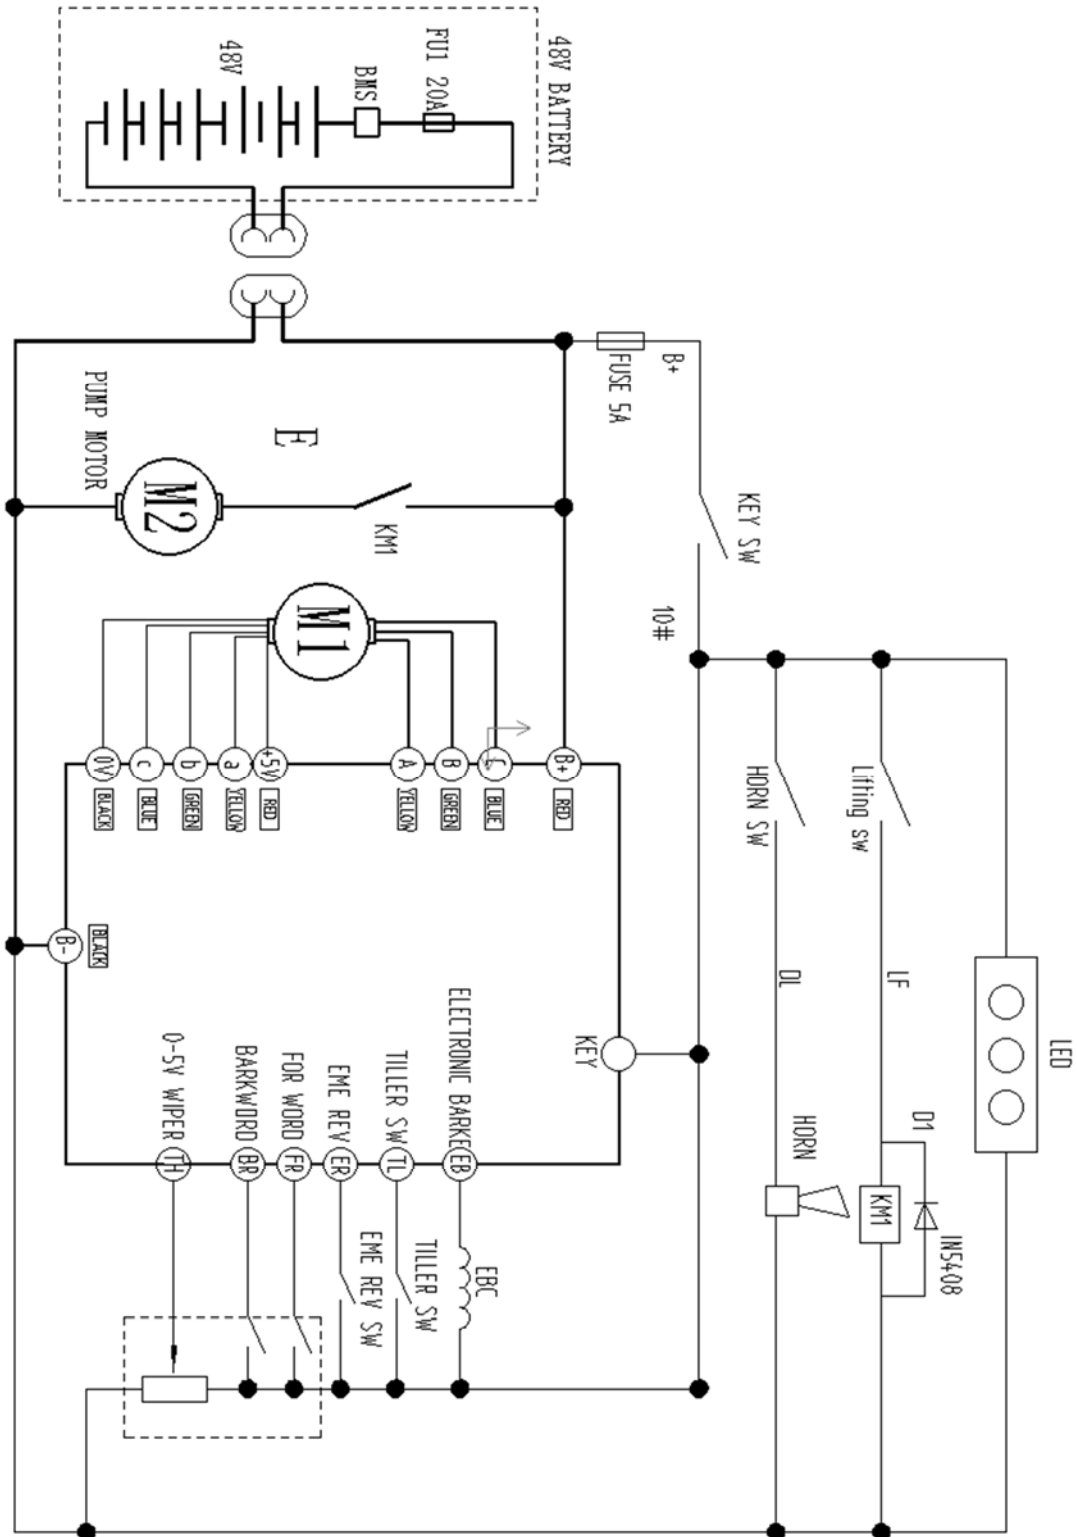 48V BATTERY
FU1 20A
BMS
48V
B+
FUSE 5A
KEY SW
10#
E
PUMP MOTOR
M2
KM1
M1
HORN SW
Lifting sw
DL
LF
LED
B+
RED
C
BLUE
B
GREEN
A
YELLOW
+5V
RED
a
YELLOW
b
GREEN
c
BLUE
0V
BLACK
B-
BLACK
KEY
ELECTRONIC BARKE
EB
TILLER SW
TL
EME REV
ER
FOR WORD
FR
BARKWORD
BR
0-5V WIPER
TH
HORN
D1
KM1
IN5408
EBC
TILLER SW
EME REV SW